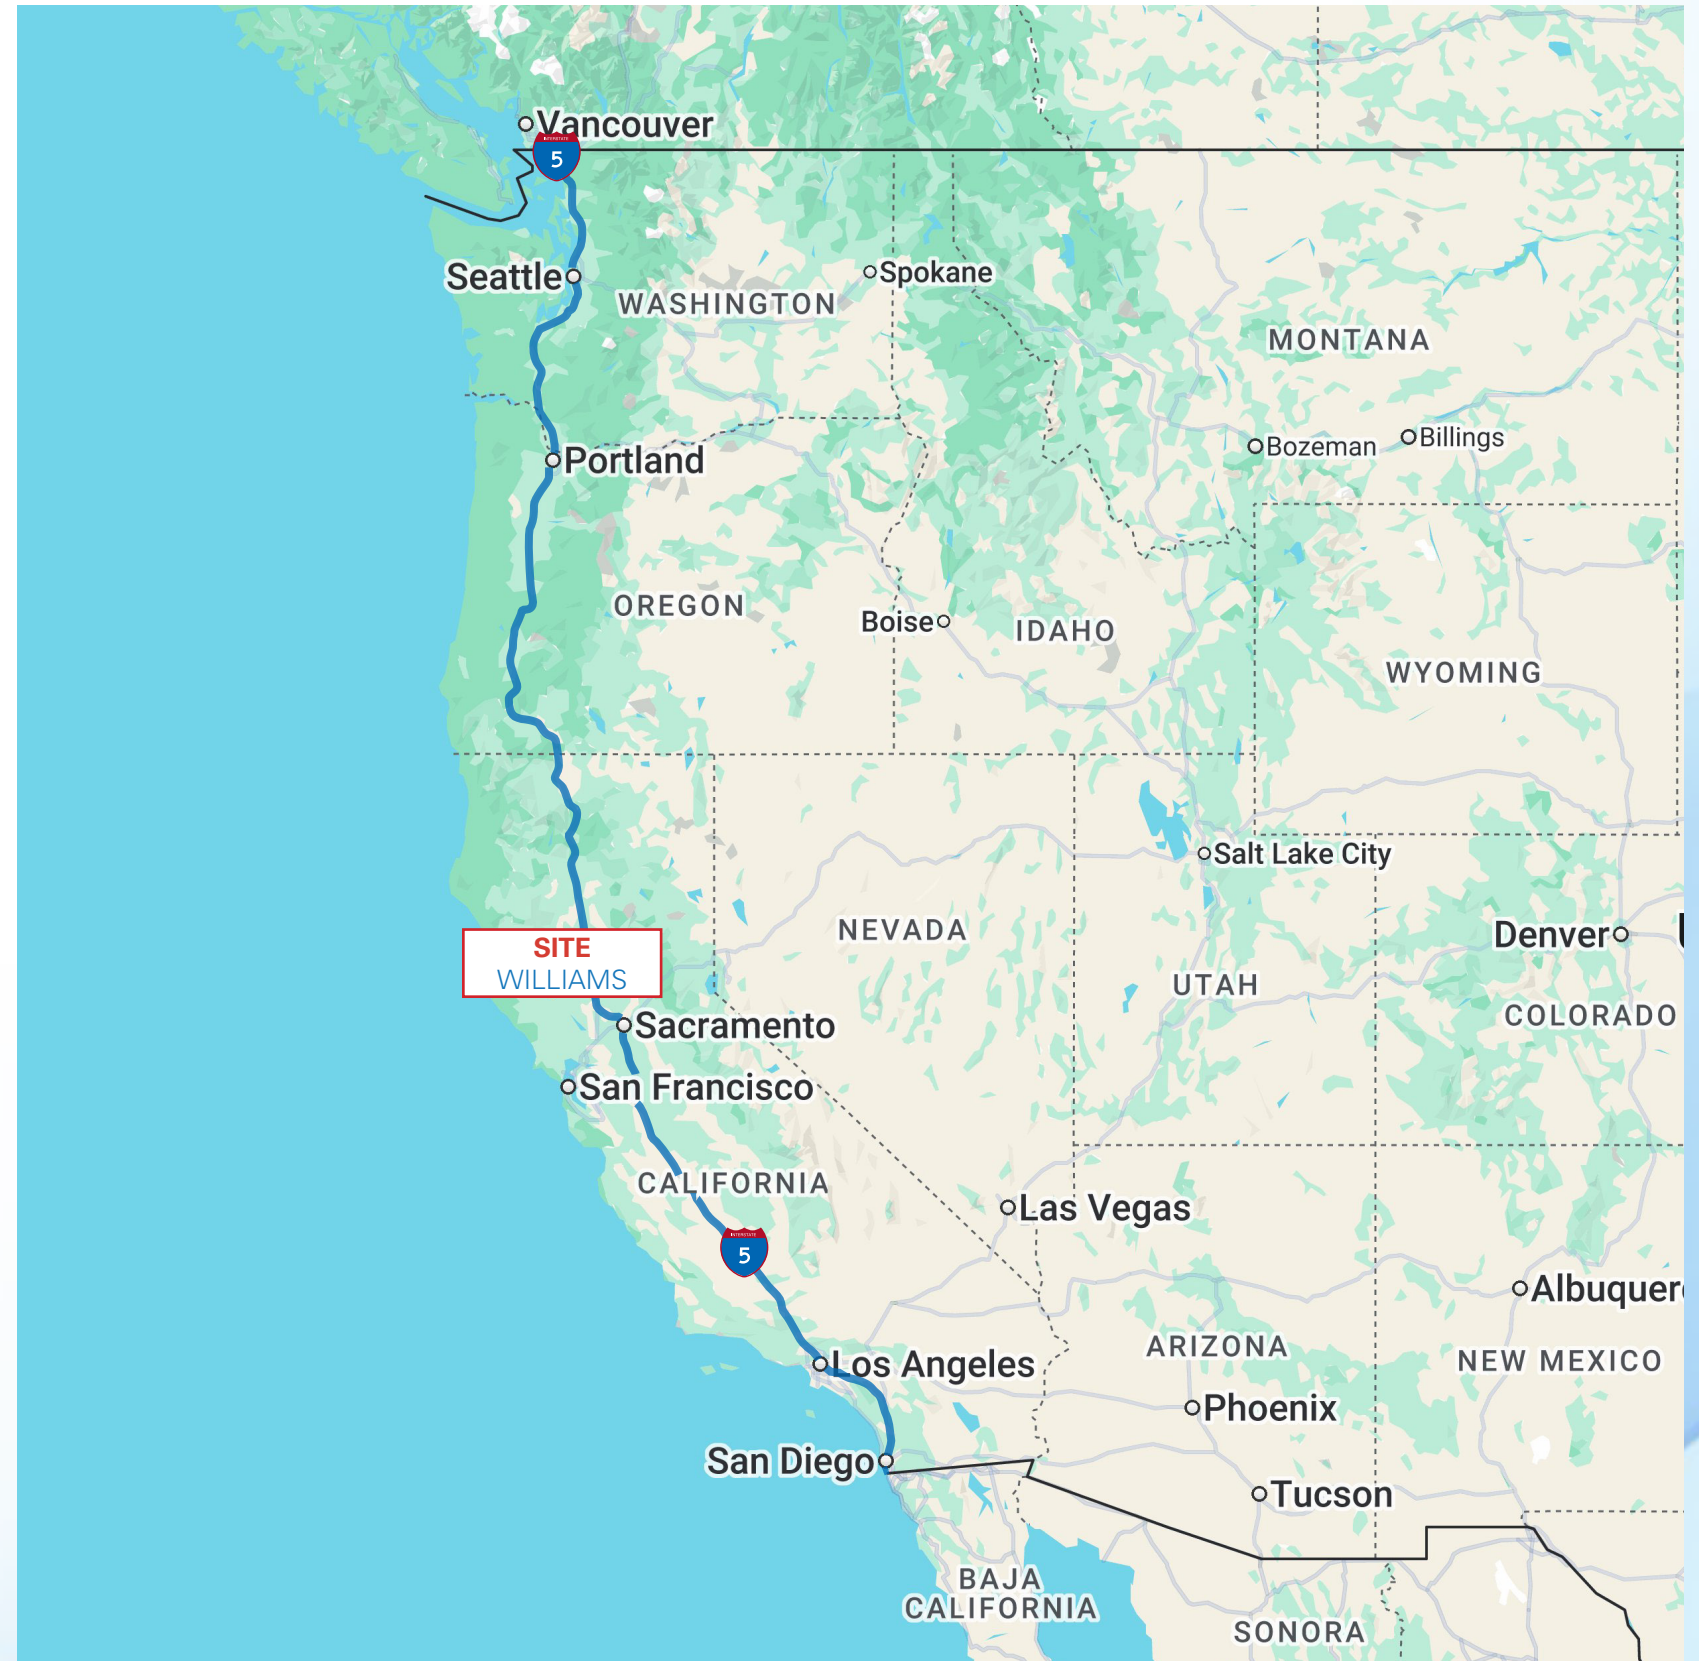 Vancouver
INTERSTATE
5
Seattle
Spokane
WASHINGTON
MONTANA
Portland
Bozeman
Billings
OREGON
Boise
IDAHO
WYOMING
Salt Lake City
NEVADA
Denver
UTAH
COLORADO
SITE
WILLIAMS
Sacramento
San Francisco
CALIFORNIA
Las Vegas
INTERSTATE
5
Albuquer
ARIZONA
NEW MEXICO
Los Angeles
Phoenix
San Diego
Tucson
BAJA
CALIFORNIA
SONORA